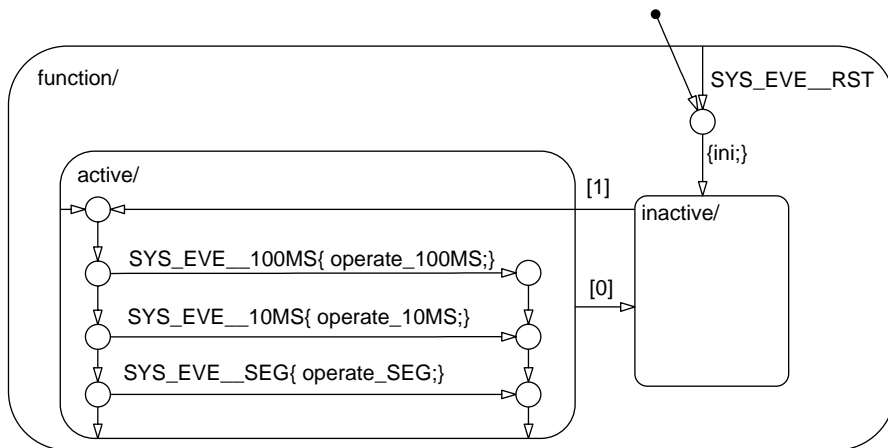 function/
SYS_EVE__RST
{ini;}
active/
[1]
inactive/
SYS_EVE__100MS{ operate_100MS;}
[0]
SYS_EVE__10MS{ operate_10MS;}
SYS_EVE__SEG{ operate_SEG;}